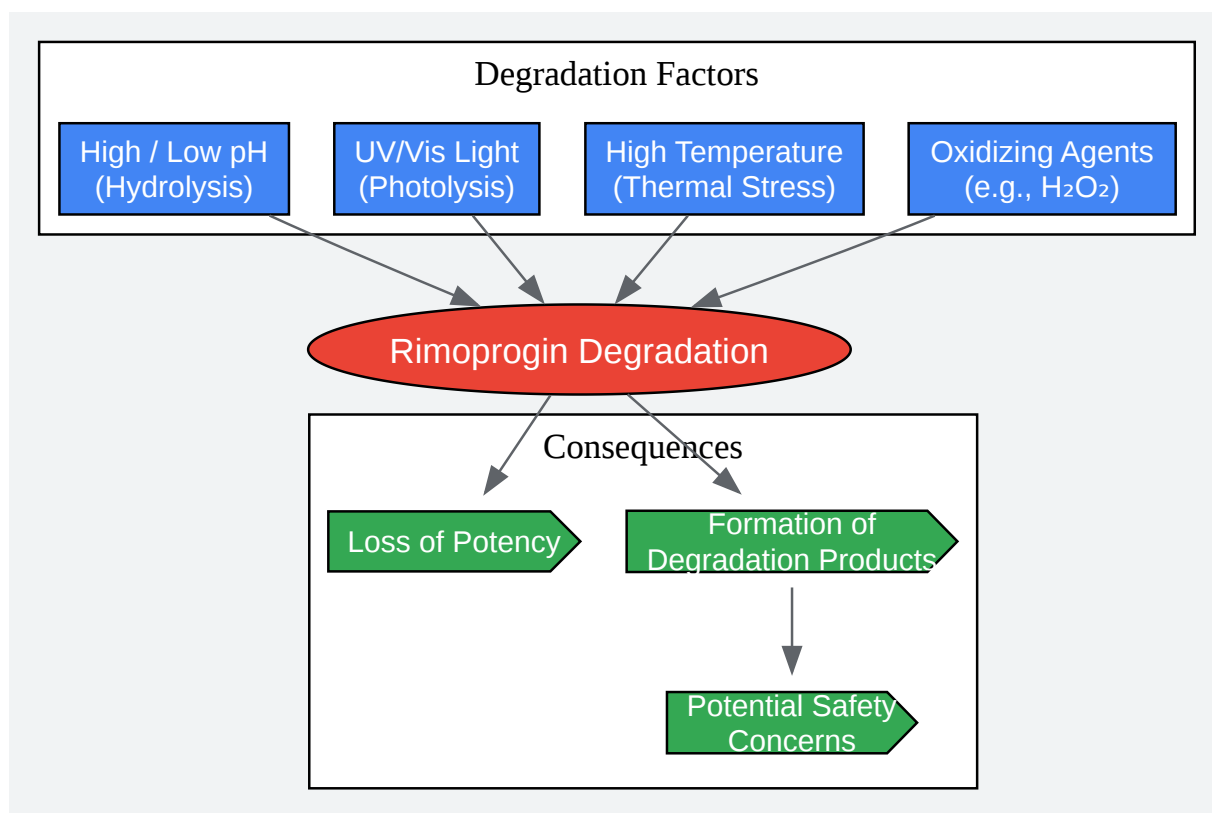 Degradation Factors
High / Low pH
(Hydrolysis)
UV/Vis Light
(Photolysis)
High Temperature
(Thermal Stress)
Oxidizing Agents
(e.g., H₂O₂)
Rimoprogin Degradation
Consequences
Loss of Potency
Formation of
Degradation Products
Potential Safety
Concerns